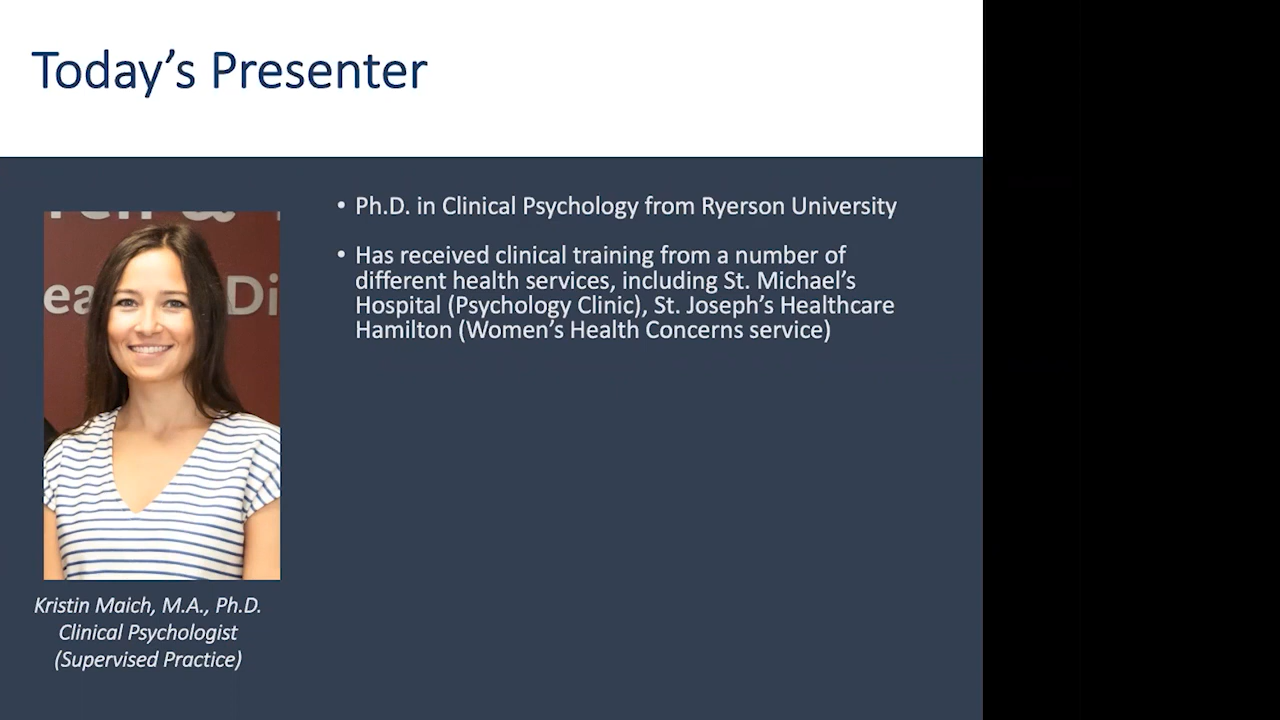 Today’s Presenter
• Ph.D. in Clinical Psychology from Ryerson University
• Has received clinical training from a number of
different health services, including St. Michael’s
Hospital (Psychology Clinic), St. Joseph’s Healthcare
Hamilton (Women’s Health Concerns service)
Kristin Maich, M.A., Ph.D.
Clinical Psychologist
(Supervised Practice)